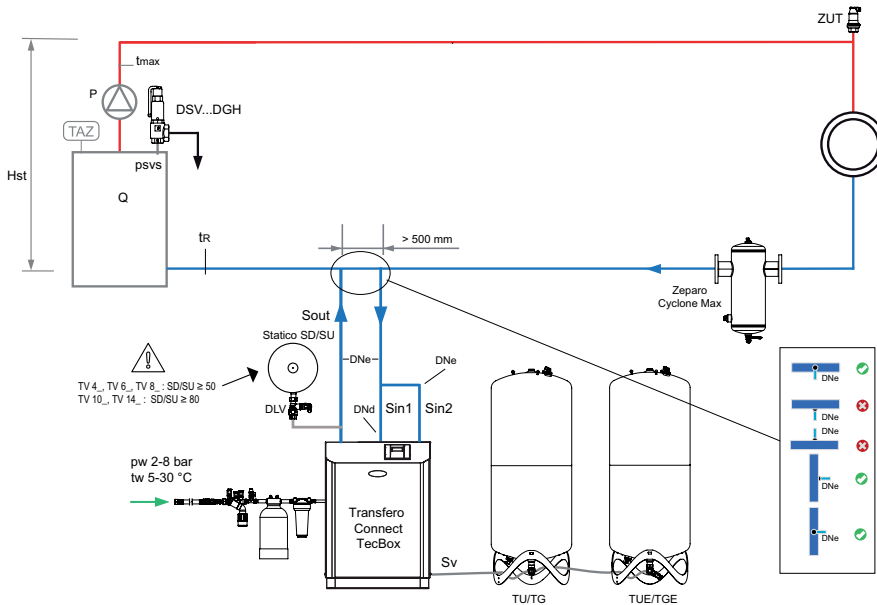 ZUT
tmax
P
DSV...DGH
TAZ
psvs
Hst
Q
tR
> 500 mm
Zeparo
Cyclone Max
Sout
Statico SD/SU
DNe
DNe
TV 4_, TV 6_, TV 8_ : SD/SU ≥ 50
TV 10_, TV 14_ : SD/SU ≥ 80
DLV
DNd
Sin1
Sin2
pw 2-8 bar
tw 5-30 °C
Transfero
Connect
TecBox
Sv
TU/TG
TUE/TGE
DNe
DNe
DNe
DNe
DNe